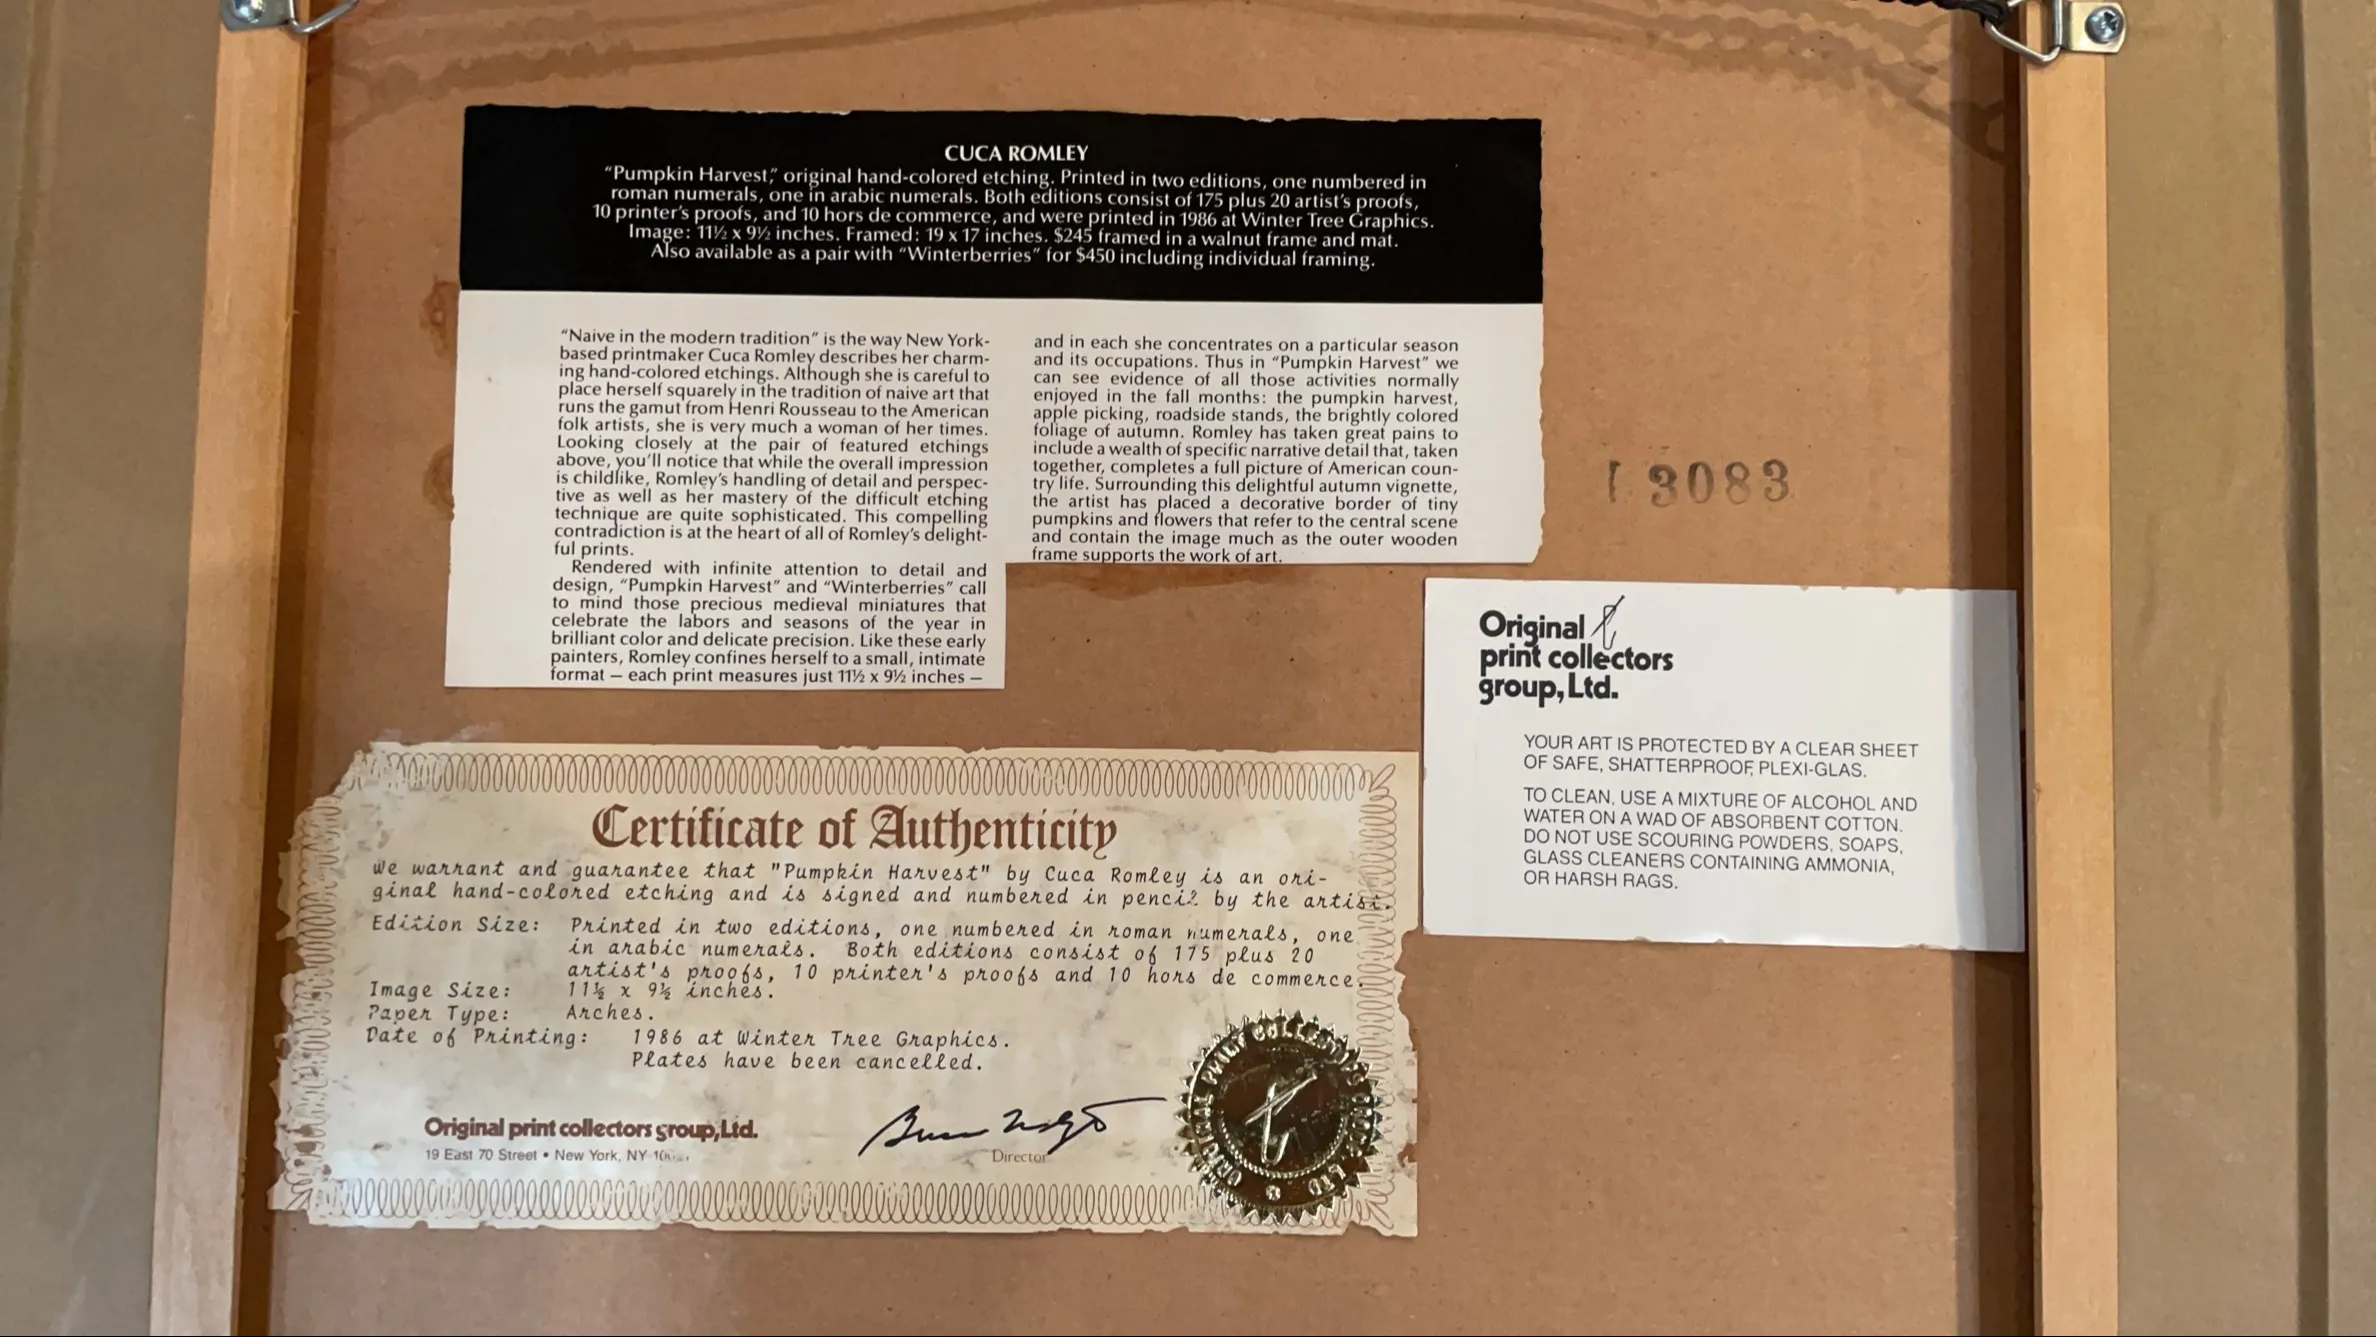 CUCA ROMLEY
“Pumpkin Harvest,” original hand-colored etching. Printed in two editions, one numbered in
roman numerals, one in arabic numerals. Both editions consist of 175 plus 20 artist’s proofs,
10 printer’s proofs, and 10 hors de commerce, and were printed in 1986 at Winter Tree Graphics.
Image: 11½ x 9½ inches. Framed: 19 x 17 inches. $245 framed in a walnut frame and mat.
Also available as a pair with “Winterberries” for $450 including individual framing.
“Naive in the modern tradition” is the way New York-
based printmaker Cuca Romley describes her charm-
ing hand-colored etchings. Although she is careful to
place herself squarely in the tradition of naive art that
runs the gamut from Henri Rousseau to the American
folk artists, she is very much a woman of her times.
Looking closely at the pair of featured etchings
above, you’ll notice that while the overall impression
is childlike, Romley’s handling of detail and perspec-
tive as well as her mastery of the difficult etching
technique are quite sophisticated. This compelling
contradiction is at the heart of all of Romley’s delight-
ful prints.
Rendered with infinite attention to detail and
design, “Pumpkin Harvest” and “Winterberries” call
to mind those precious medieval miniatures that
celebrate the labors and seasons of the year in
brilliant color and delicate precision. Like these early
painters, Romley confines herself to a small, intimate
format — each print measures just 11½ x 9½ inches —
and in each she concentrates on a particular season
and its occupations. Thus in “Pumpkin Harvest” we
can see evidence of all those activities normally
enjoyed in the fall months: the pumpkin harvest,
apple picking, roadside stands, the brightly colored
foliage of autumn. Romley has taken great pains to
include a wealth of specific narrative detail that, taken
together, completes a full picture of American coun-
try life. Surrounding this delightful autumn vignette,
the artist has placed a decorative border of tiny
pumpkins and flowers that refer to the central scene
and contain the image much as the outer wooden
frame supports the work of art.
13083
Original
print collectors
group, Ltd.
YOUR ART IS PROTECTED BY A CLEAR SHEET
OF SAFE, SHATTERPROOF, PLEXI-GLAS.
TO CLEAN, USE A MIXTURE OF ALCOHOL AND
WATER ON A WAD OF ABSORBENT COTTON.
DO NOT USE SCOURING POWDERS, SOAPS,
GLASS CLEANERS CONTAINING AMMONIA,
OR HARSH RAGS.
Certificate of Authenticity
We warrant and guarantee that "Pumpkin Harvest" by Cuca Romley is an ori-
ginal hand-colored etching and is signed and numbered in pencil by the artist.
Edition Size: Printed in two editions, one numbered in roman numerals, one
in arabic numerals. Both editions consist of 175 plus 20
artist's proofs, 10 printer's proofs and 10 hors de commerce.
Image Size: 11½ x 9½ inches.
Paper Type: Arches.
Date of Printing: 1986 at Winter Tree Graphics.
Plates have been cancelled.
Original print collectors group, Ltd.
19 East 70 Street • New York, NY
Director
ORIGINAL PRINT COLLECTORS GROUP LTD